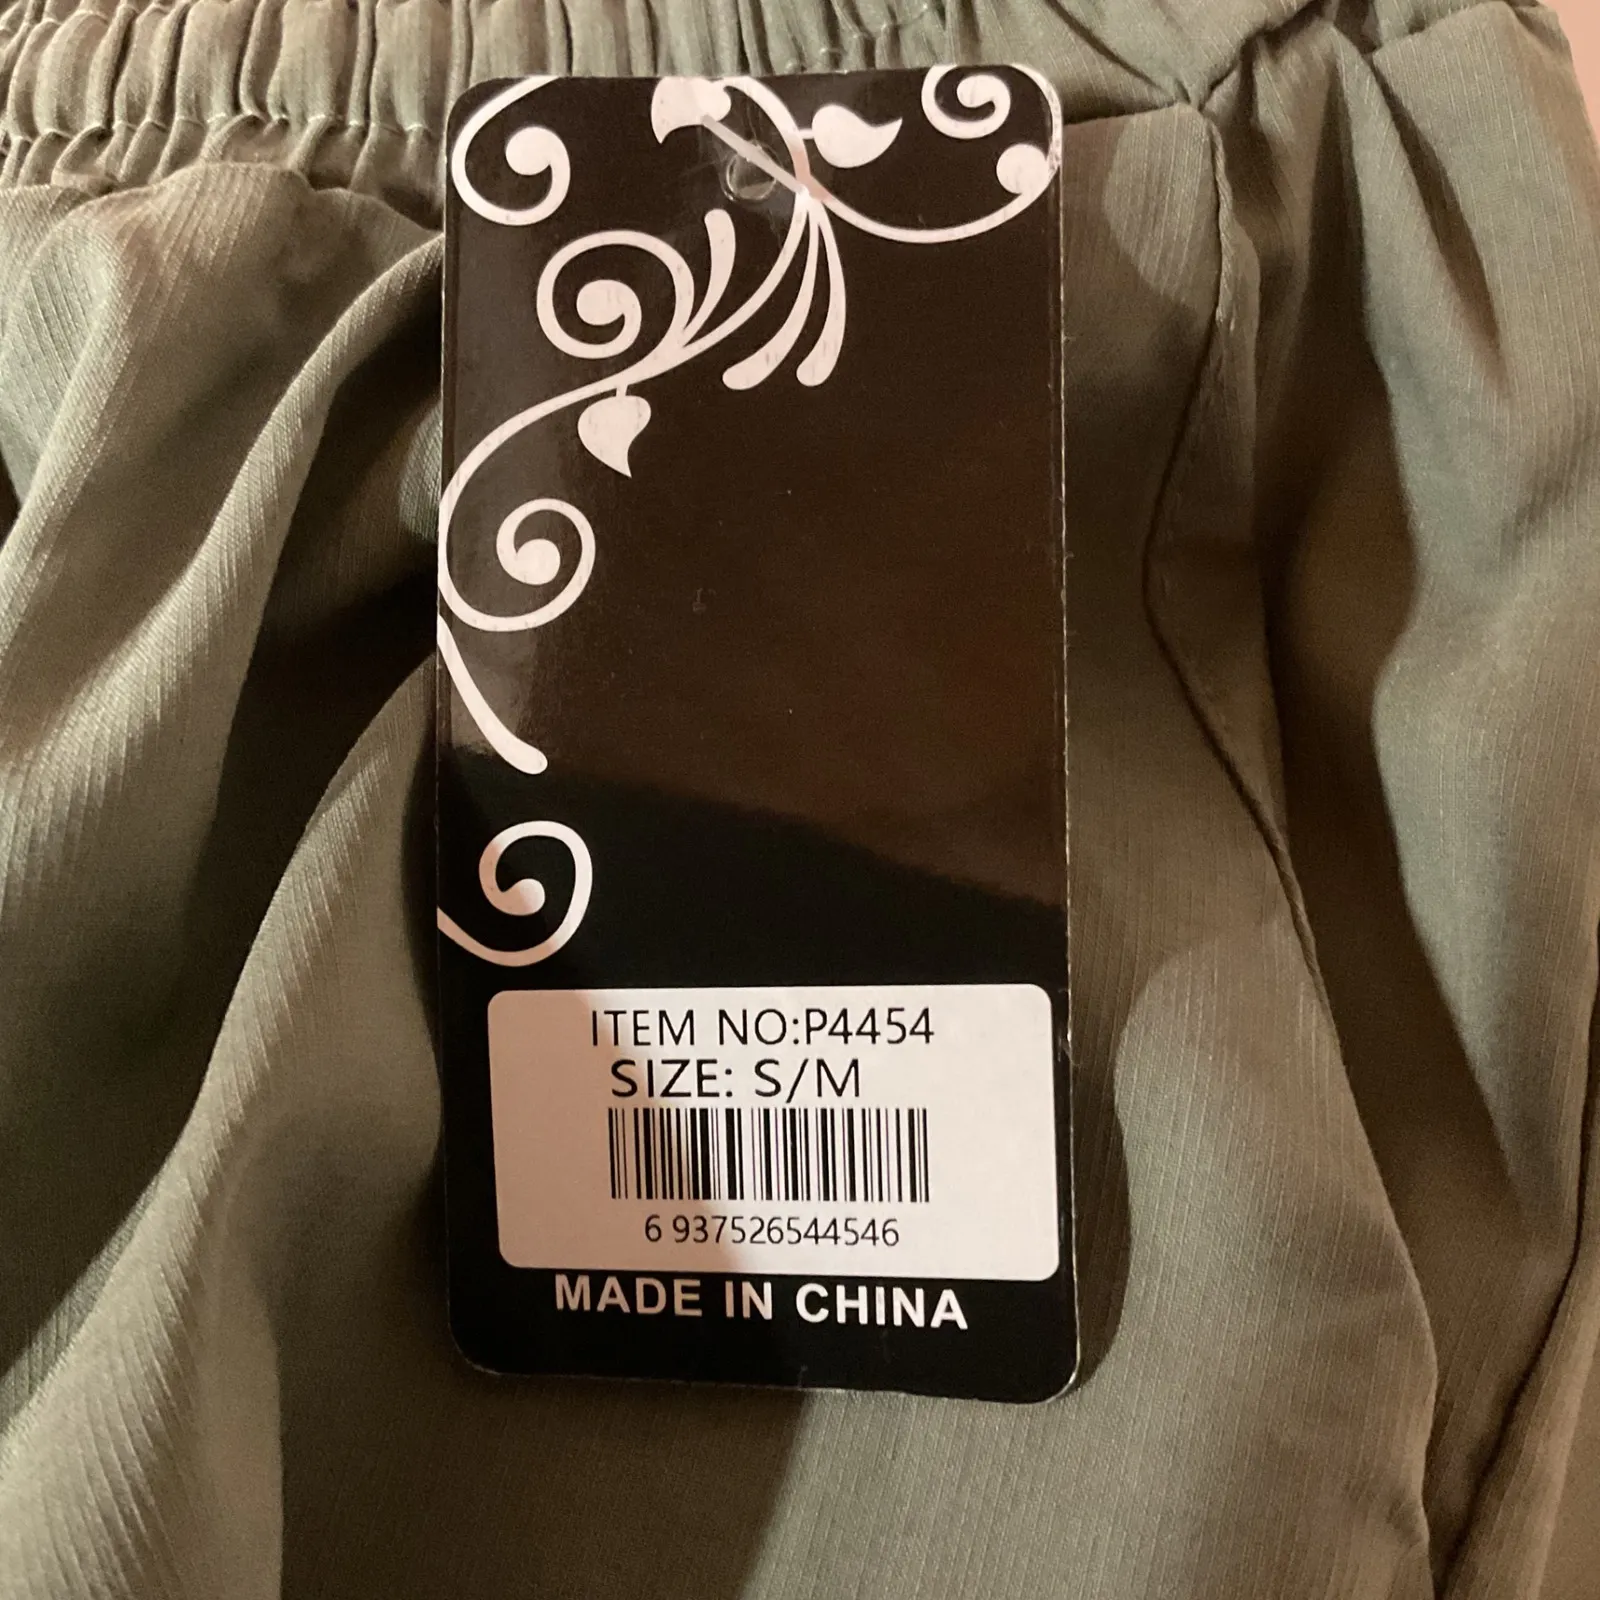 ITEM NO:P4454
SIZE: S/M
6 937526544546
MADE IN CHINA